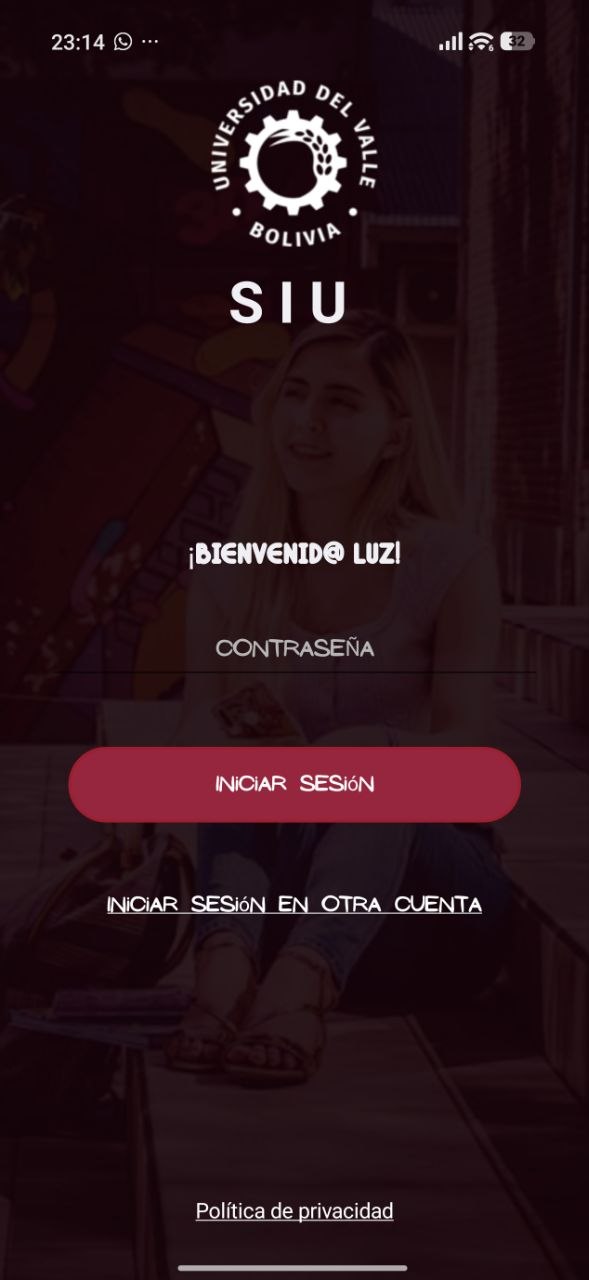 23:14
32
UNIVERSIDAD DEL VALLE
BOLIVIA
SIU
¡BIENVENID@ LUZ!
CONTRASEÑA
INiCiAR SESióN
INiCiAR SESióN EN OTRA CUENTA
Política de privacidad